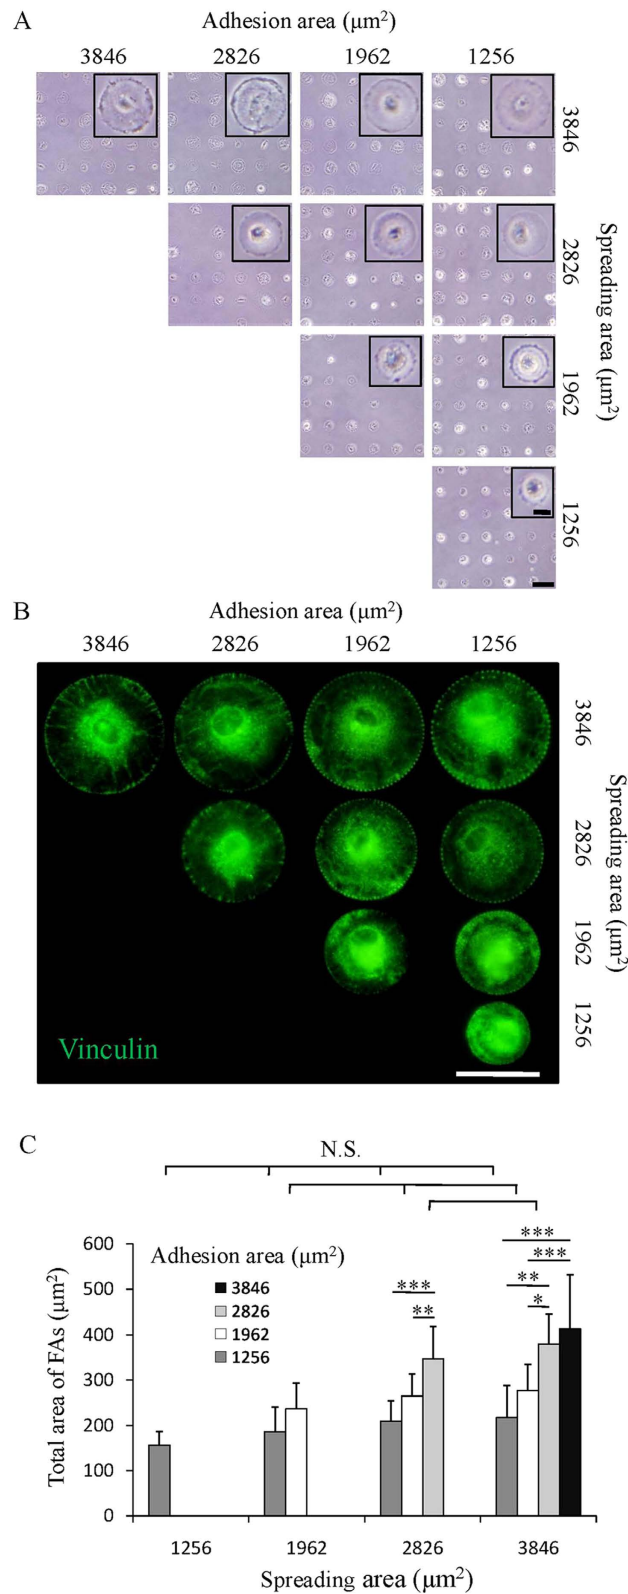 A
Adhesion area (μm²)
3846 2826 1962 1256
3846
2826
1962
1256
Spreading area (μm²)
B
Adhesion area (μm²)
3846 2826 1962 1256
3846
2826
1962
1256
Spreading area (μm²)
Vinculin
C
N.S.
Total area of FAs (μm²)
600
500
400
300
200
100
0
Adhesion area (μm²)
3846
2826
1962
1256
*** **
*** *** ** *
1256 1962 2826 3846
Spreading area (μm²)